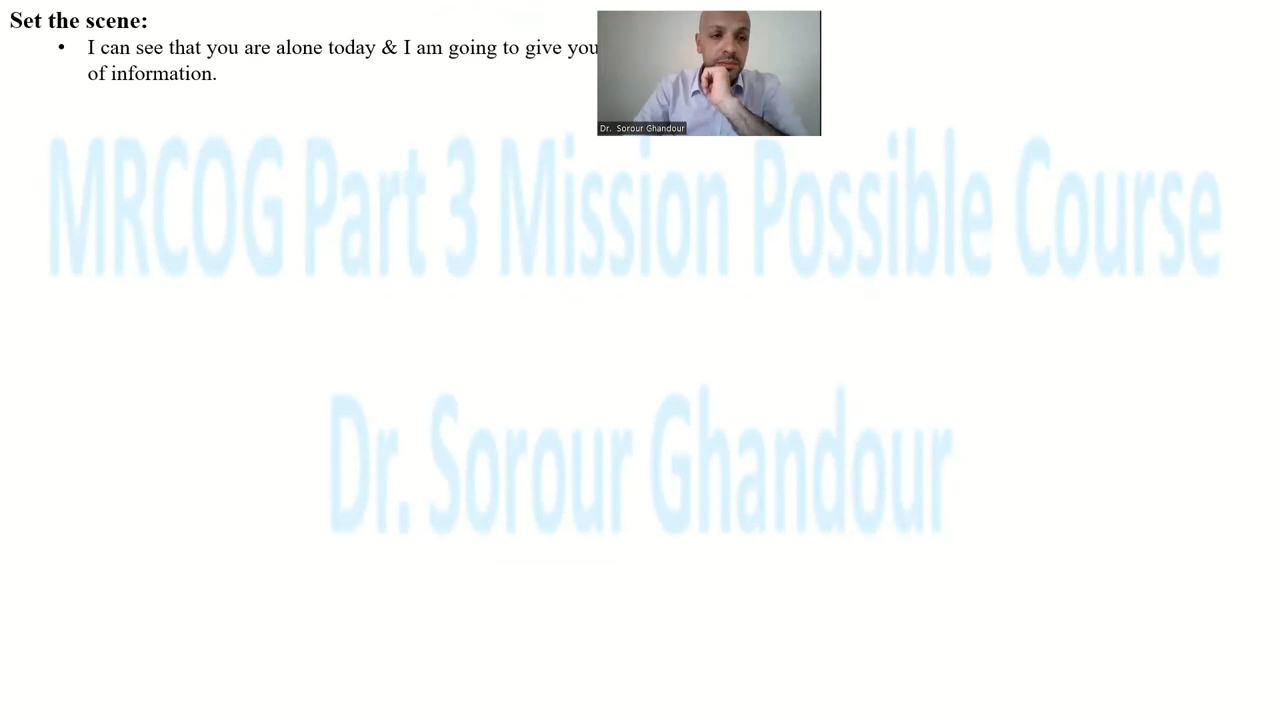 Set the scene:
• I can see that you are alone today & I am going to give you
of information.
Dr. Sorour Ghandour
MRCOG Part 3 Mission Possible Course
Dr. Sorour Ghandour